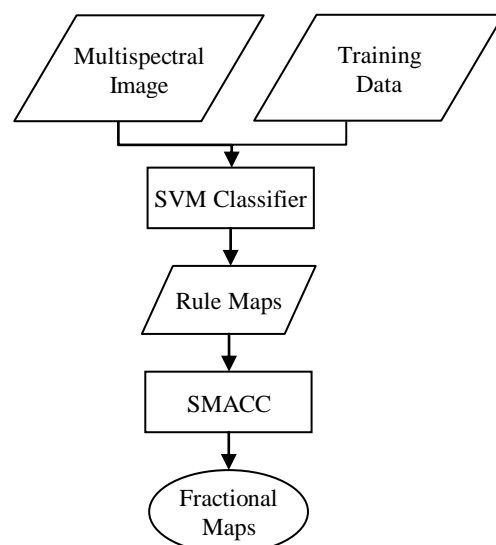 Multispectral
Image
Training
Data
SVM Classifier
Rule Maps
SMACC
Fractional
Maps